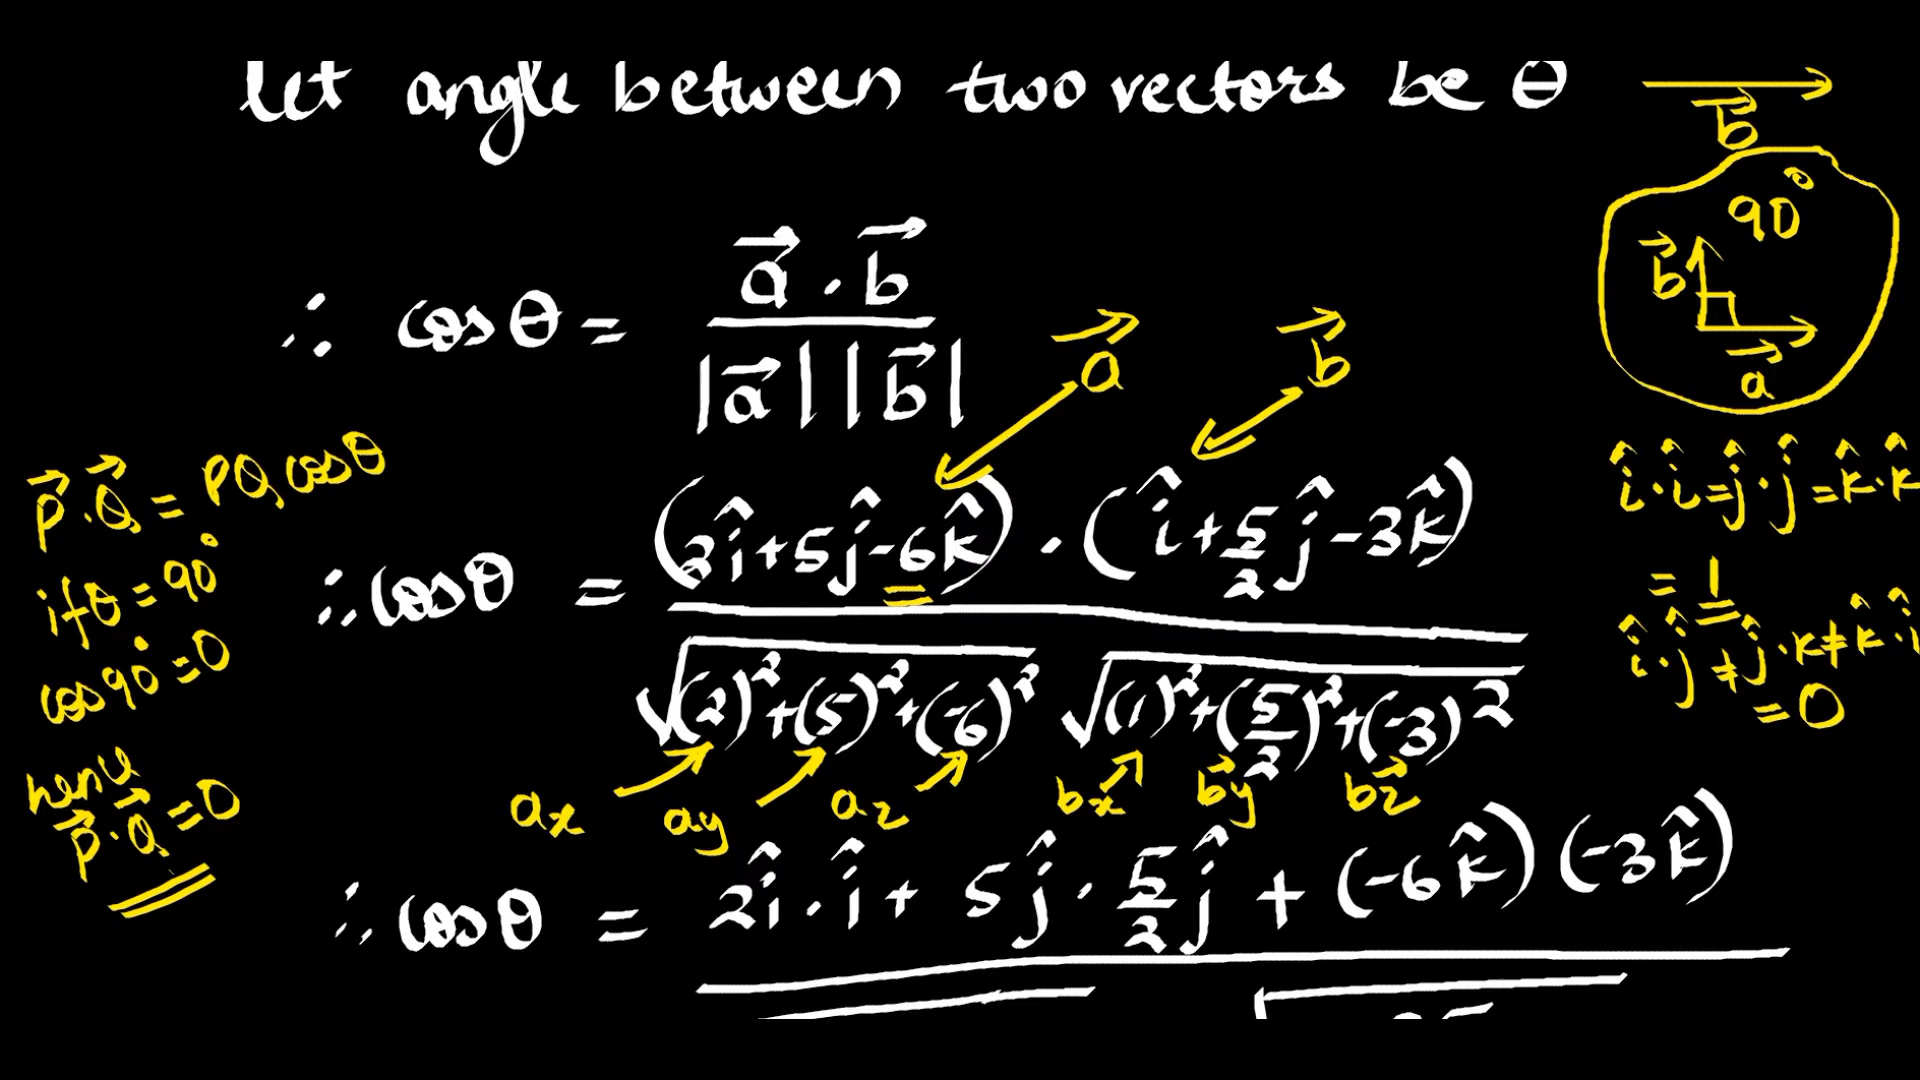 let angle between two vectors be θ
b⃗
∴ cosθ = (a⃗ . b⃗) / (|a⃗| |b⃗|)
a⃗
b⃗
∴ cosθ = ((2î + 5ĵ - 6k̂) . (î + 5/2 ĵ - 3k̂)) / (√((2)² + (5)² + (-6)²) √((1)² + (5/2)² + (-3)²))
ax ay az bx by bz
∴ cosθ = 2î . î + 5ĵ . 5/2 ĵ + (-6k̂) (-3k̂)
P⃗ . Q⃗ = PQ cosθ
if θ = 90°
cos 90° = 0
hence
P⃗ . Q⃗ = 0
90°
b⃗
a⃗
î . î = ĵ . ĵ = k̂ . k̂
= 1
î . ĵ ≠ ĵ . k ≠ k̂ . î
= 0